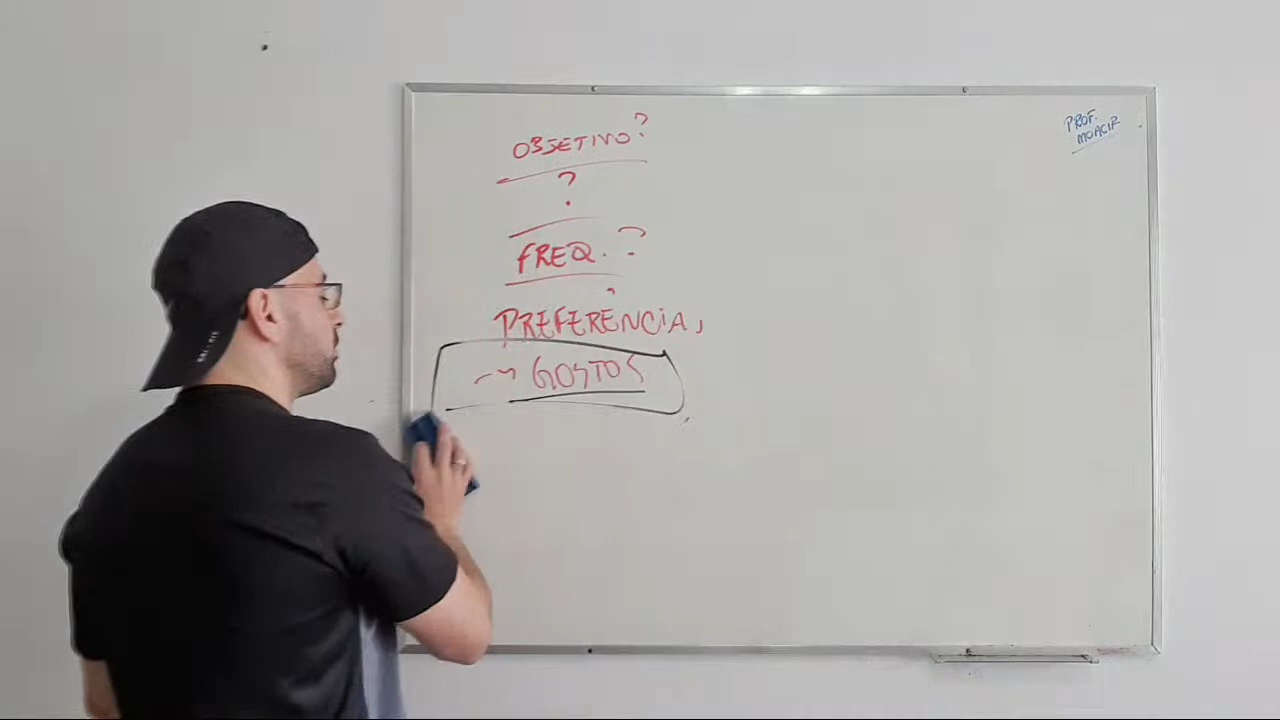 OBJETIVO?
?
FREQ. ?
PREFERENCIA,
~~ GOSTOS
PROF.
MOACIR